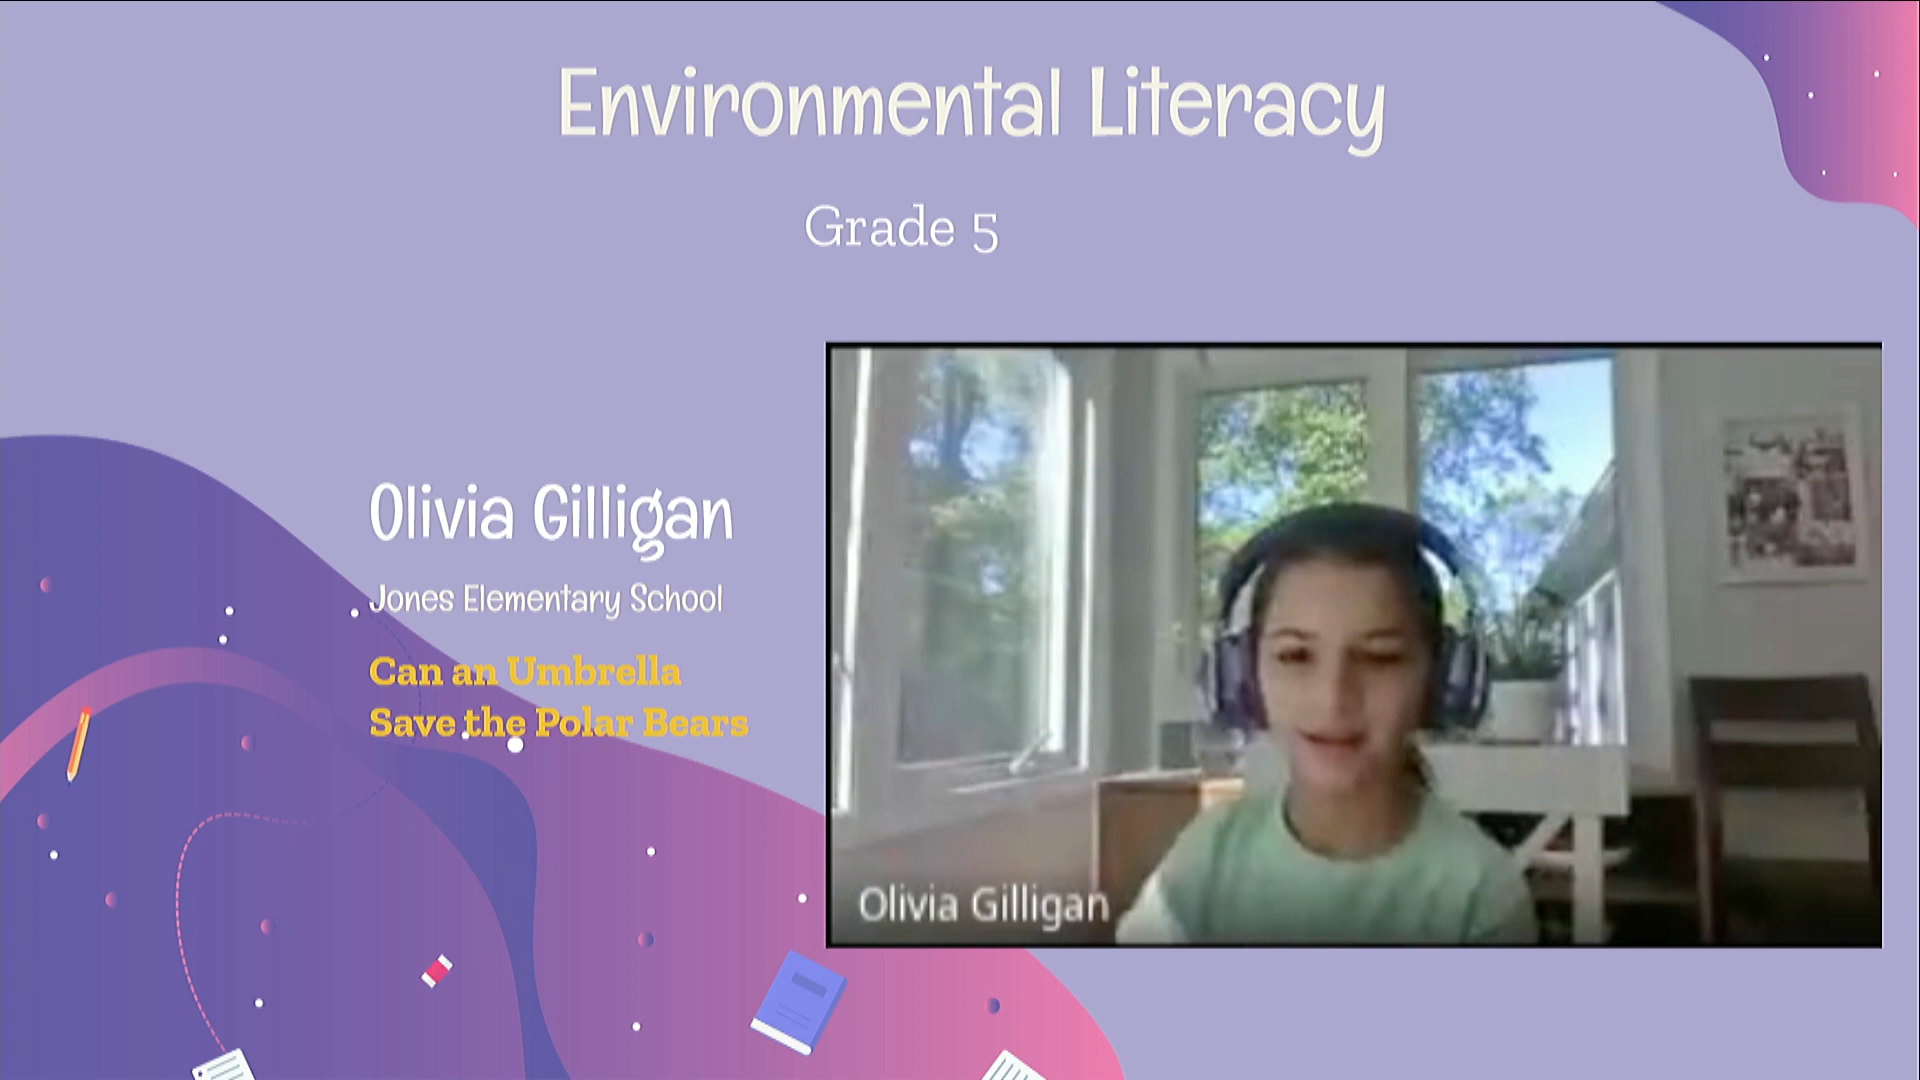 Environmental Literacy
Grade 5
Olivia Gilligan
Jones Elementary School
Can an Umbrella
Save the Polar Bears
Olivia Gilligan